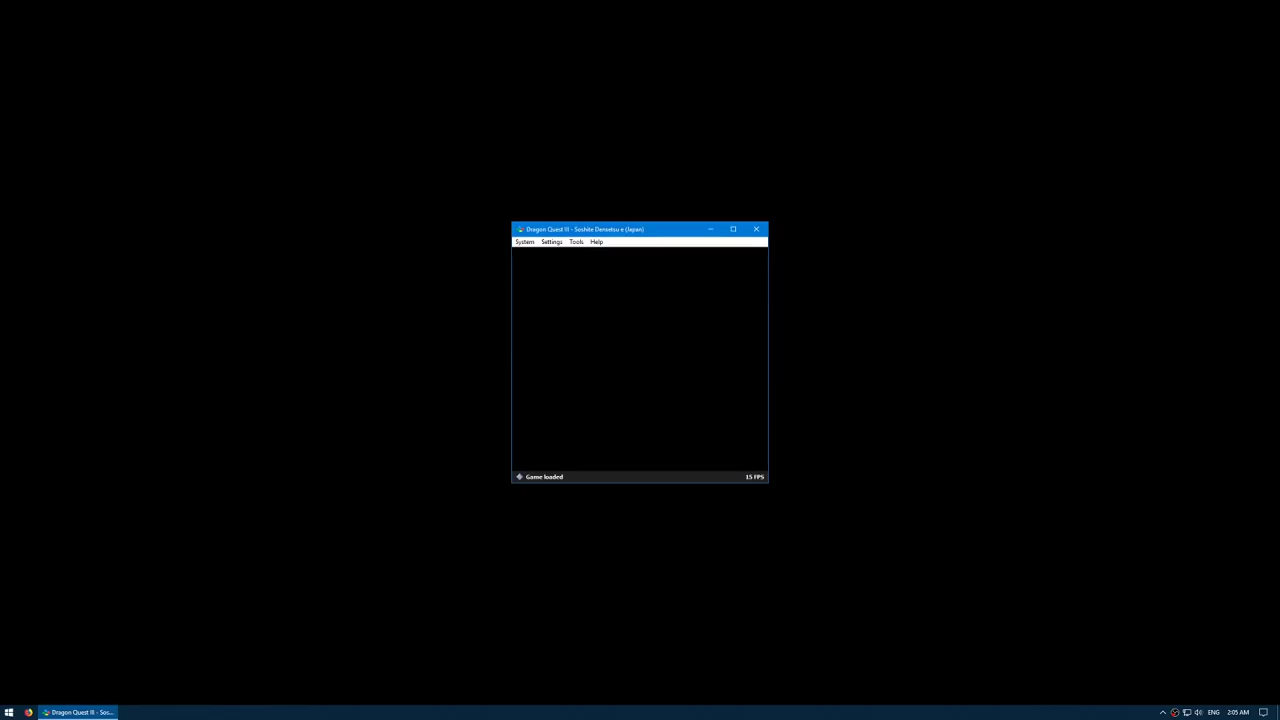 Dragon Quest III - Soshite Densetsu e (Japan)
System Settings Tools Help
Game loaded 15 FPS
Dragon Quest III - Sos... ENG 2:05 AM